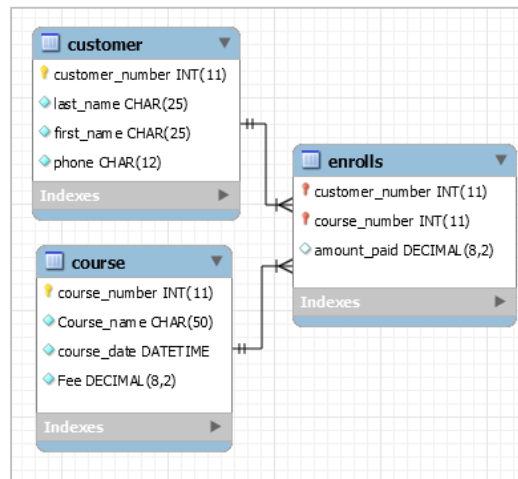 customer
customer_number INT(11)
last_name CHAR(25)
first_name CHAR(25)
phone CHAR(12)
Indexes
enrolls
customer_number INT(11)
course_number INT(11)
amount_paid DECIMAL(8,2)
Indexes
course
course_number INT(11)
Course_name CHAR(50)
course_date DATETIME
Fee DECIMAL(8,2)
Indexes